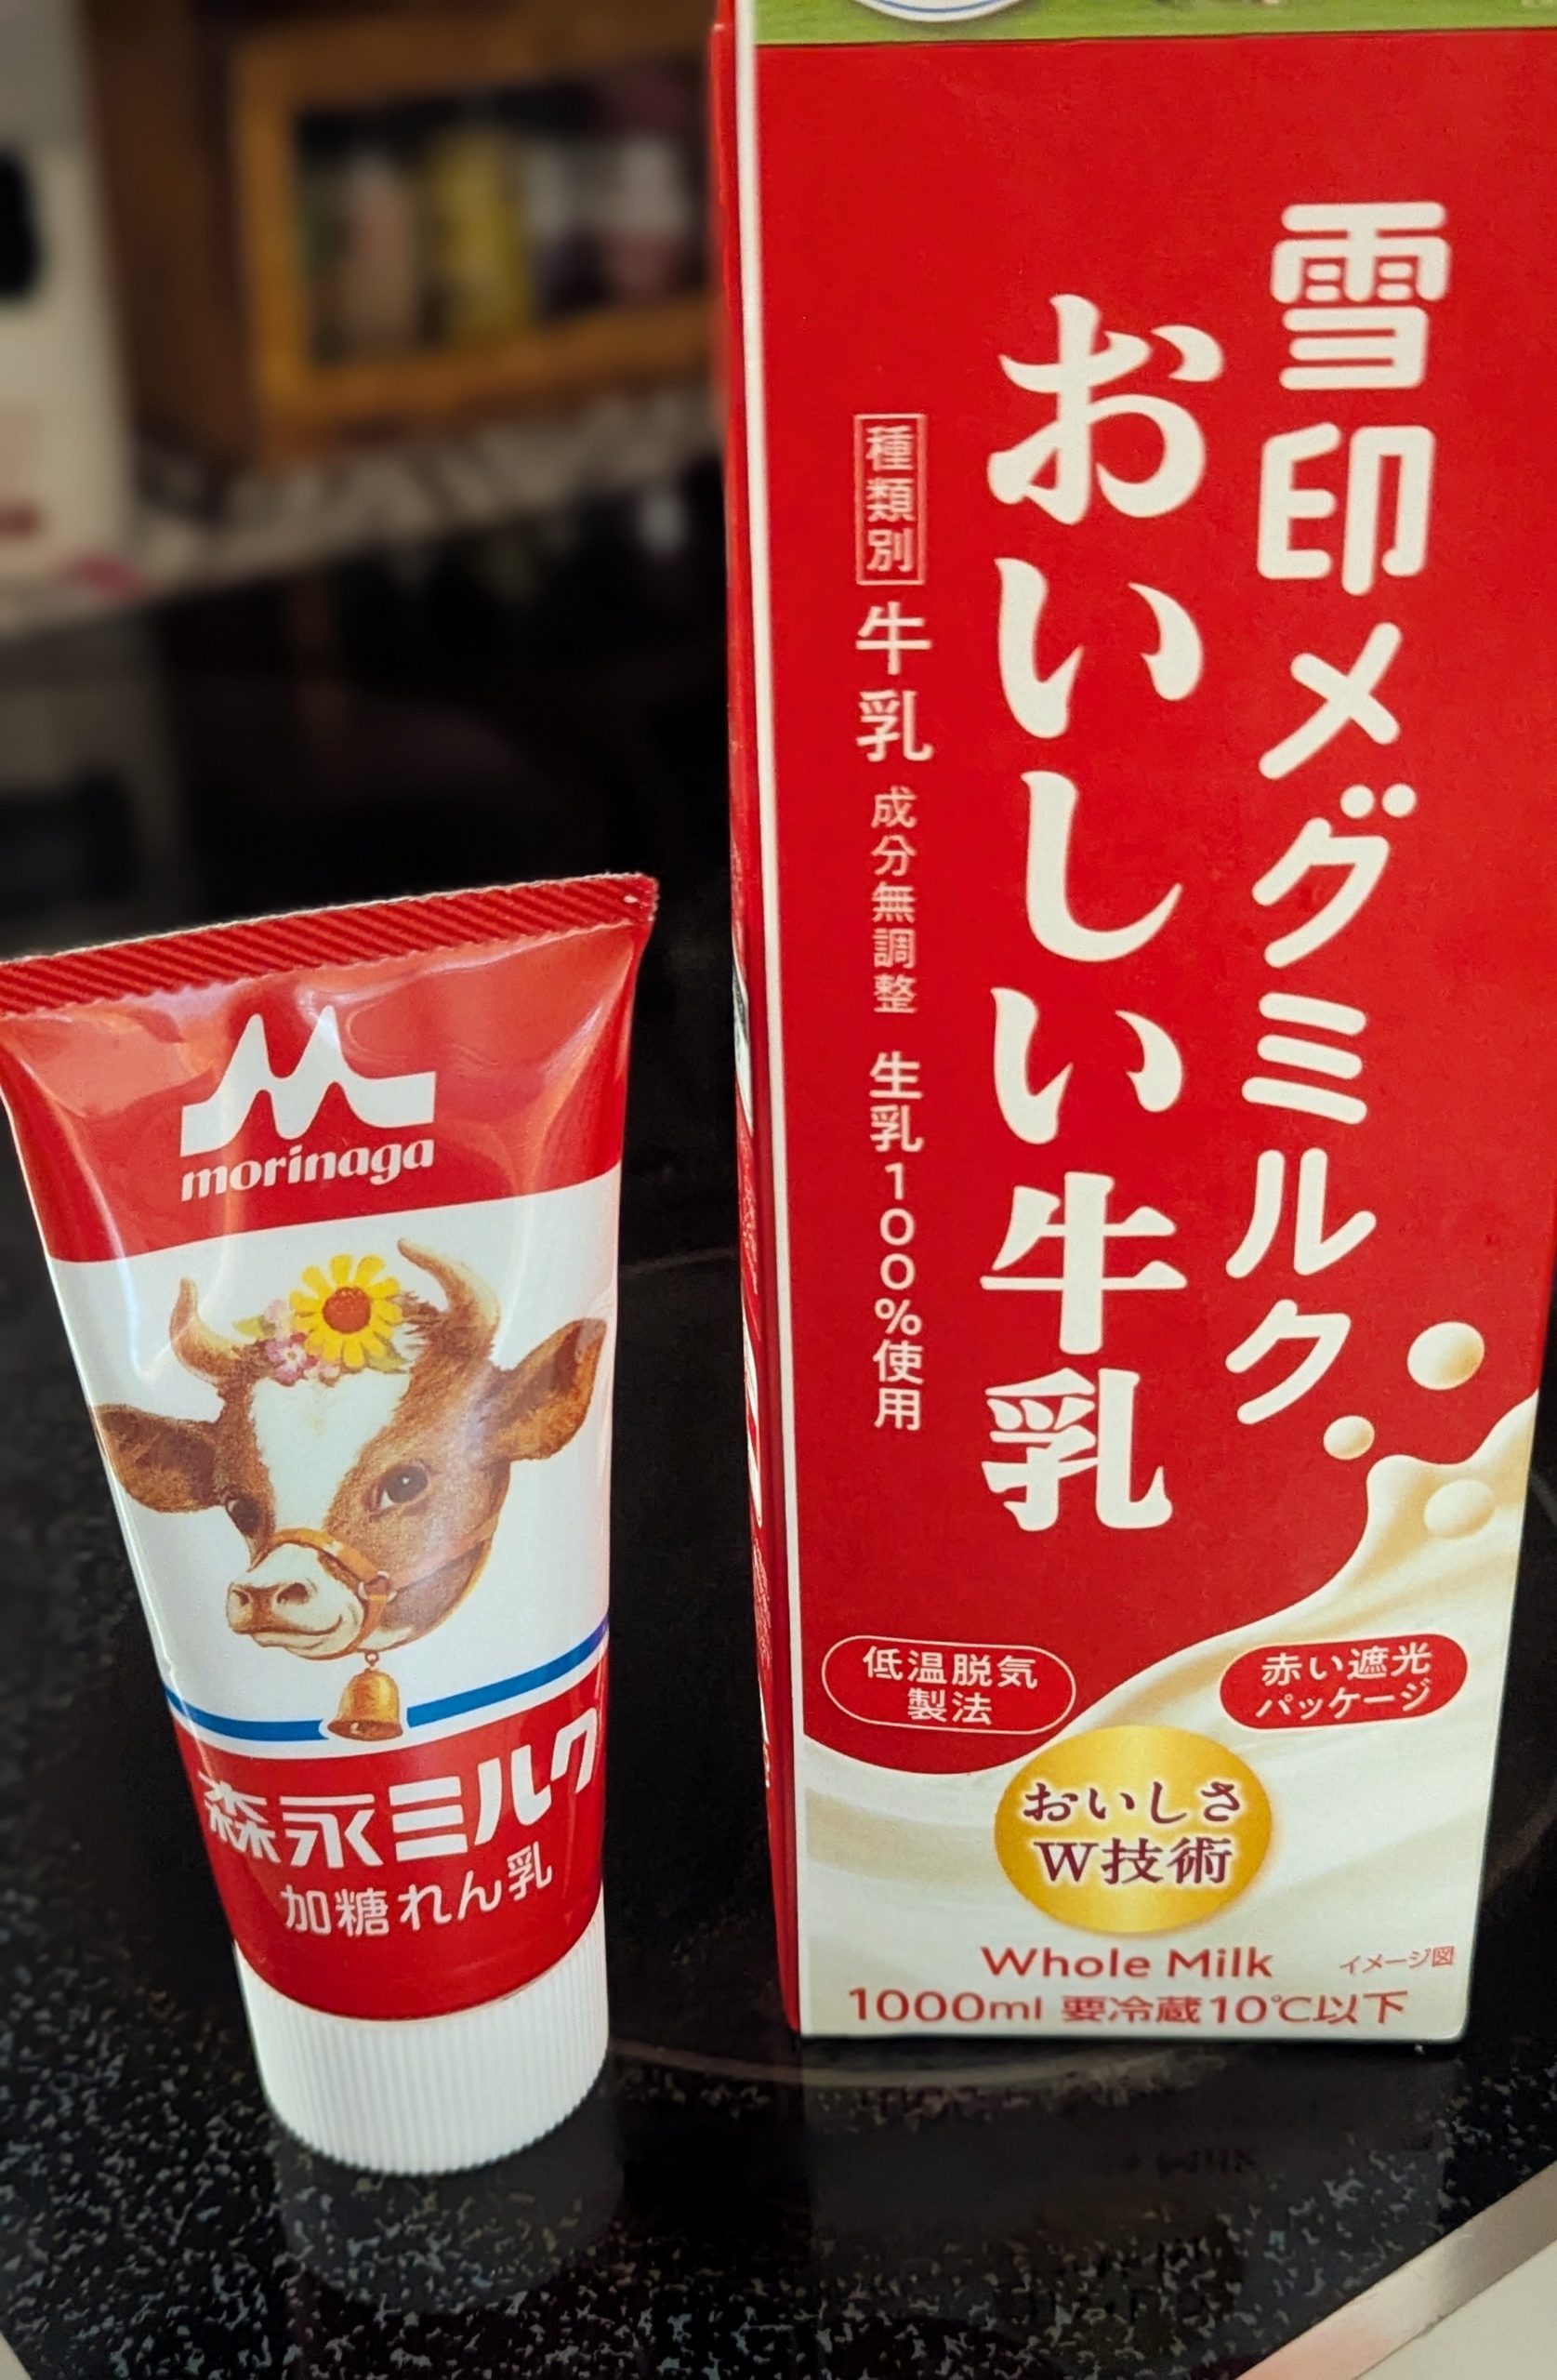 morinaga
森永ミルク
加糖れん乳
雪印メグミルク
おいしい牛乳
種類別 牛乳 成分無調整 生乳100%使用
低温脱気
製法
赤い遮光
パッケージ
おいしさ
W技術
Whole Milk
イメージ図
1000ml 要冷蔵10℃以下